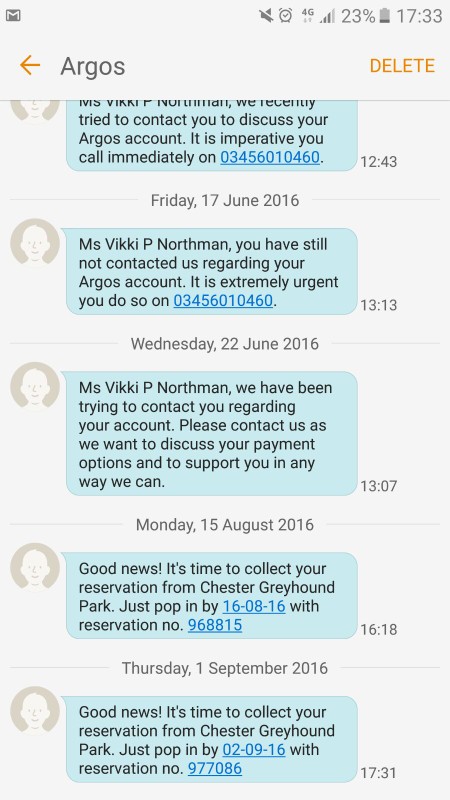 4G 23% 17:33
Argos DELETE
Ms Vikki P Northman, we recently
tried to contact you to discuss your
Argos account. It is imperative you
call immediately on 03456010460.
12:43
Friday, 17 June 2016
Ms Vikki P Northman, you have still
not contacted us regarding your
Argos account. It is extremely urgent
you do so on 03456010460.
13:13
Wednesday, 22 June 2016
Ms Vikki P Northman, we have been
trying to contact you regarding
your account. Please contact us as
we want to discuss your payment
options and to support you in any
way we can.
13:07
Monday, 15 August 2016
Good news! It's time to collect your
reservation from Chester Greyhound
Park. Just pop in by 16-08-16 with
reservation no. 968815
16:18
Thursday, 1 September 2016
Good news! It's time to collect your
reservation from Chester Greyhound
Park. Just pop in by 02-09-16 with
reservation no. 977086
17:31